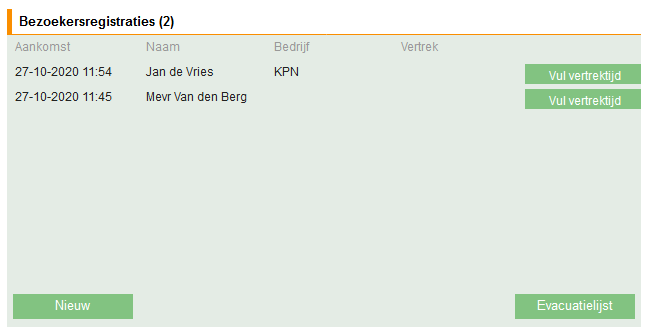 Bezoekersregistraties (2)
Aankomst Naam Bedrijf Vertrek
27-10-2020 11:54 Jan de Vries KPN Vul vertrektijd
27-10-2020 11:45 Mevr Van den Berg Vul vertrektijd
Nieuw Evacuatielijst